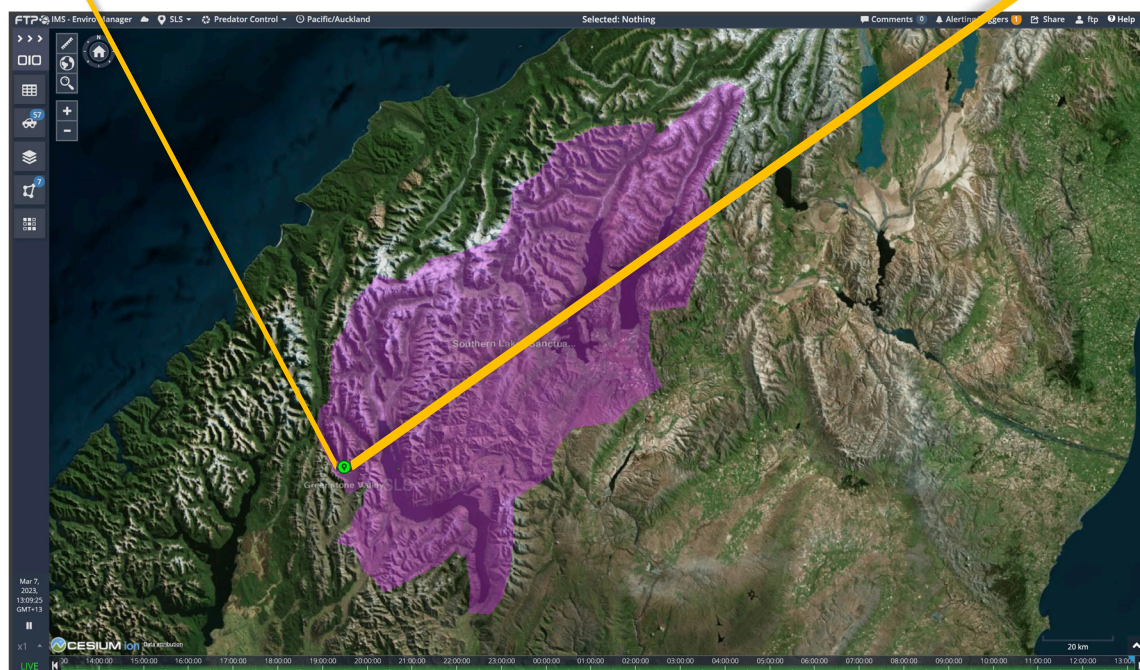 FTP IMS - Enviro Manager SLS Predator Control Pacific/Auckland Selected: Nothing Comments 0 Alerting 1 Share ftp Help
>>>
57
7
N
+
-
Southern
Greenstone Valley
Mar 7,
2023,
13:09:25
GMT+13
x1
CESIUM ion Data attribution
20 km
LIVE 14:00:00 15:00:00 16:00:00 17:00:00 18:00:00 19:00:00 20:00:00 21:00:00 22:00:00 23:00:00 00:00:00 01:00:00 02:00:00 03:00:00 04:00:00 05:00:00 06:00:00 07:00:00 08:00:00 09:00:00 10:00:00 11:00:00 12:00:00